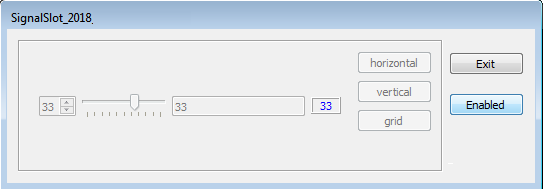 SignalSlot_2018
horizontal
Exit
vertical
33
33
33
Enabled
grid